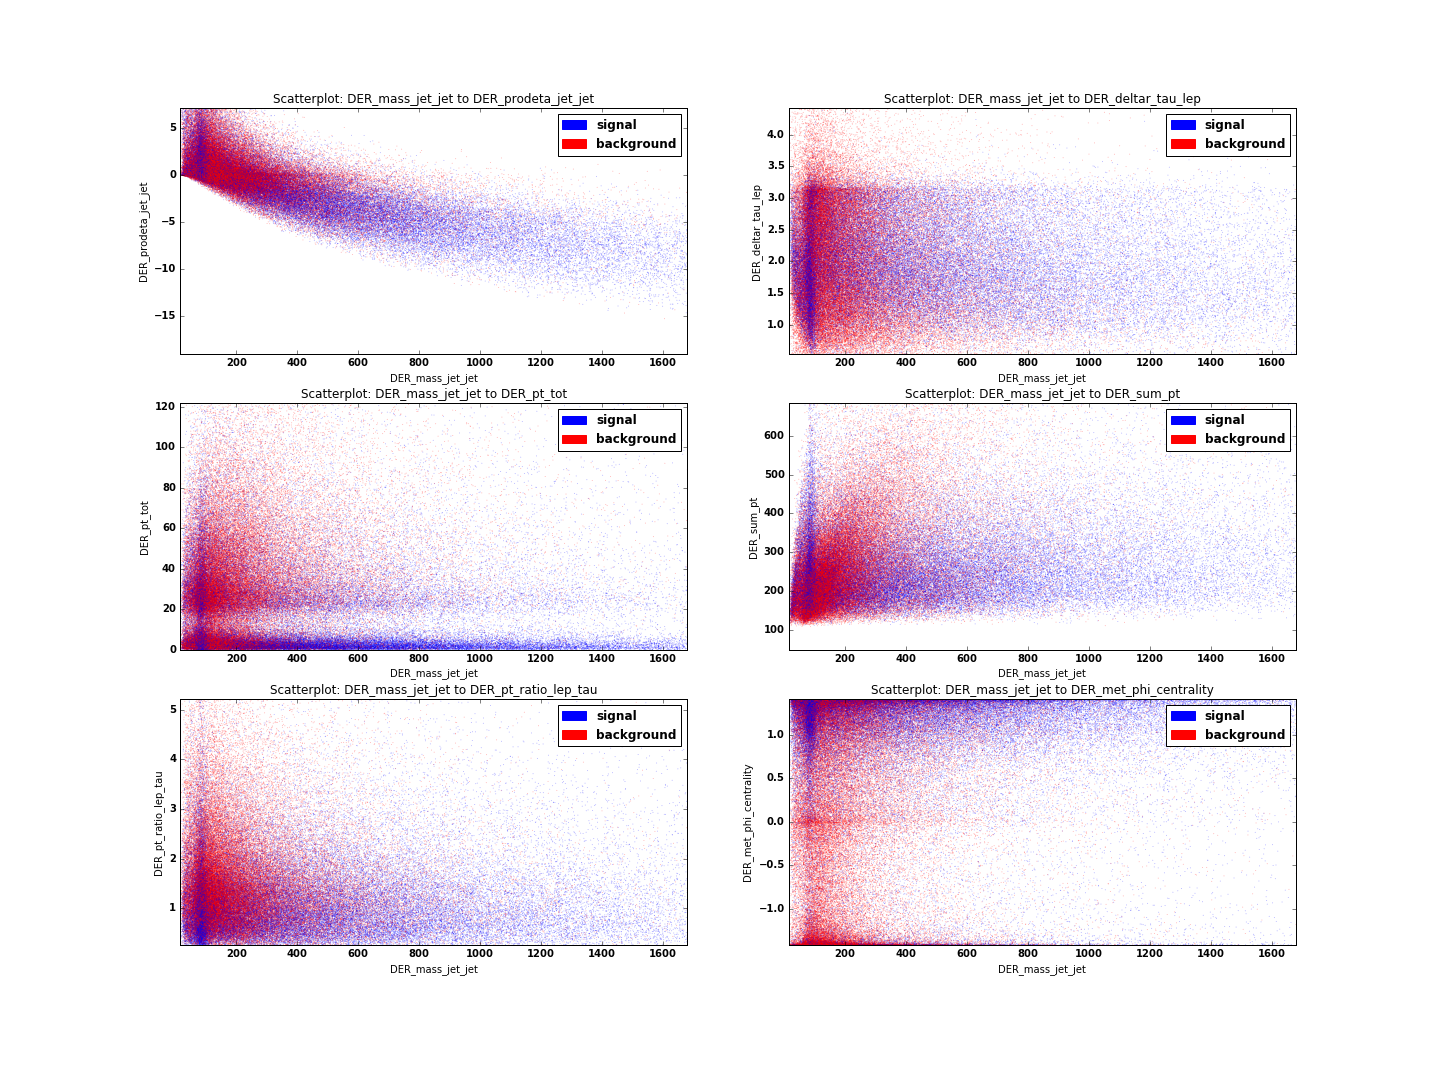 Scatterplot: DER_mass_jet_jet to DER_prodeta_jet_jet
signal
background
5
0
−5
−10
−15
DER_prodeta_jet_jet
200 400 600 800 1000 1200 1400 1600
DER_mass_jet_jet
Scatterplot: DER_mass_jet_jet to DER_deltar_tau_lep
signal
background
4.0
3.5
3.0
2.5
2.0
1.5
1.0
DER_deltar_tau_lep
200 400 600 800 1000 1200 1400 1600
DER_mass_jet_jet
Scatterplot: DER_mass_jet_jet to DER_pt_tot
signal
background
120
100
80
60
40
20
0
DER_pt_tot
200 400 600 800 1000 1200 1400 1600
DER_mass_jet_jet
Scatterplot: DER_mass_jet_jet to DER_sum_pt
signal
background
600
500
400
300
200
100
DER_sum_pt
200 400 600 800 1000 1200 1400 1600
DER_mass_jet_jet
Scatterplot: DER_mass_jet_jet to DER_pt_ratio_lep_tau
signal
background
5
4
3
2
1
DER_pt_ratio_lep_tau
200 400 600 800 1000 1200 1400 1600
DER_mass_jet_jet
Scatterplot: DER_mass_jet_jet to DER_met_phi_centrality
signal
background
1.0
0.5
0.0
−0.5
−1.0
DER_met_phi_centrality
200 400 600 800 1000 1200 1400 1600
DER_mass_jet_jet